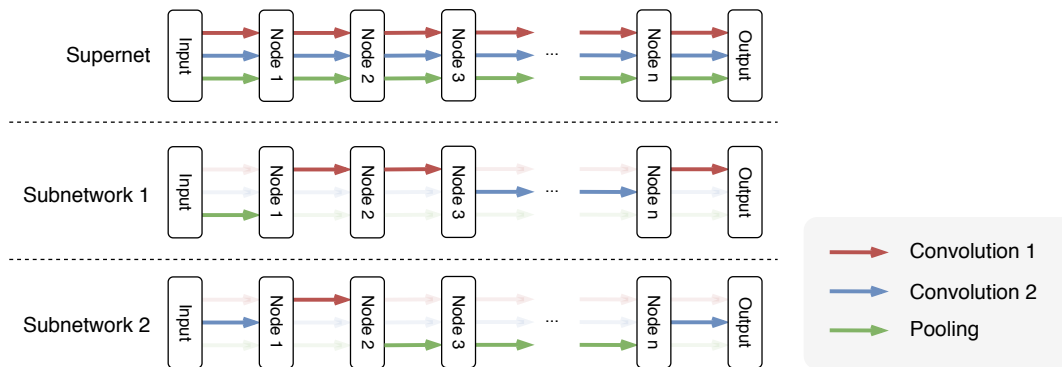 Supernet
Input
Node 1
Node 2
Node 3
...
Node n
Output
Subnetwork 1
Input
Node 1
Node 2
Node 3
...
Node n
Output
Subnetwork 2
Input
Node 1
Node 2
Node 3
...
Node n
Output
Convolution 1
Convolution 2
Pooling